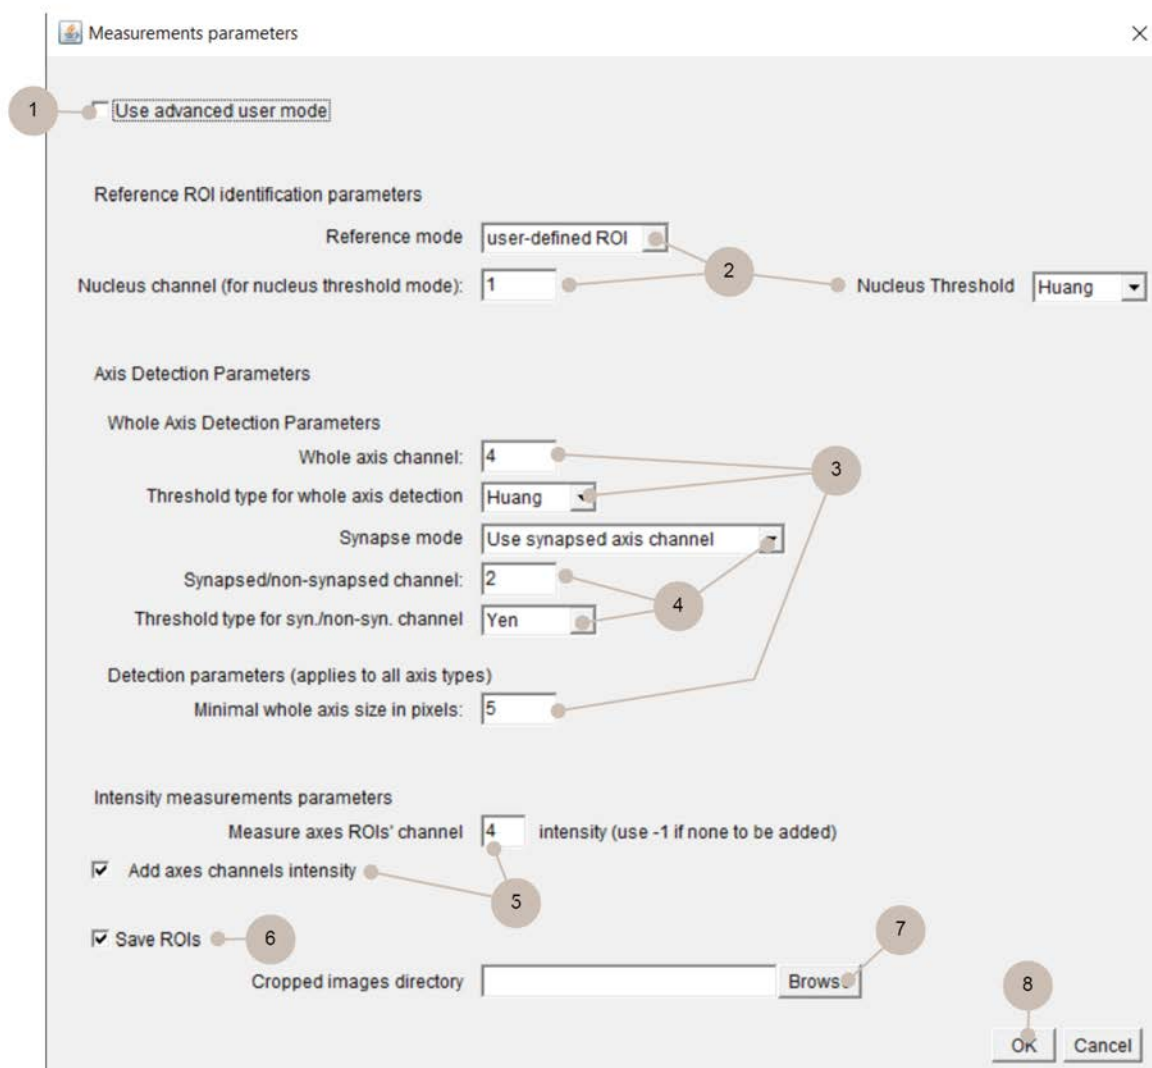 Measurements parameters
1 Use advanced user mode
Reference ROI identification parameters
Reference mode user-defined ROI
2
Nucleus channel (for nucleus threshold mode): 1 Nucleus Threshold Huang
Axis Detection Parameters
Whole Axis Detection Parameters
Whole axis channel: 4
3
Threshold type for whole axis detection Huang
Synapse mode Use synapsed axis channel
Synapsed/non-synapsed channel: 2
4
Threshold type for syn./non-syn. channel Yen
Detection parameters (applies to all axis types)
Minimal whole axis size in pixels: 5
Intensity measurements parameters
Measure axes ROIs' channel 4 intensity (use -1 if none to be added)
Add axes channels intensity
5
Save ROIs 6
7
Cropped images directory Browse
8
OK Cancel